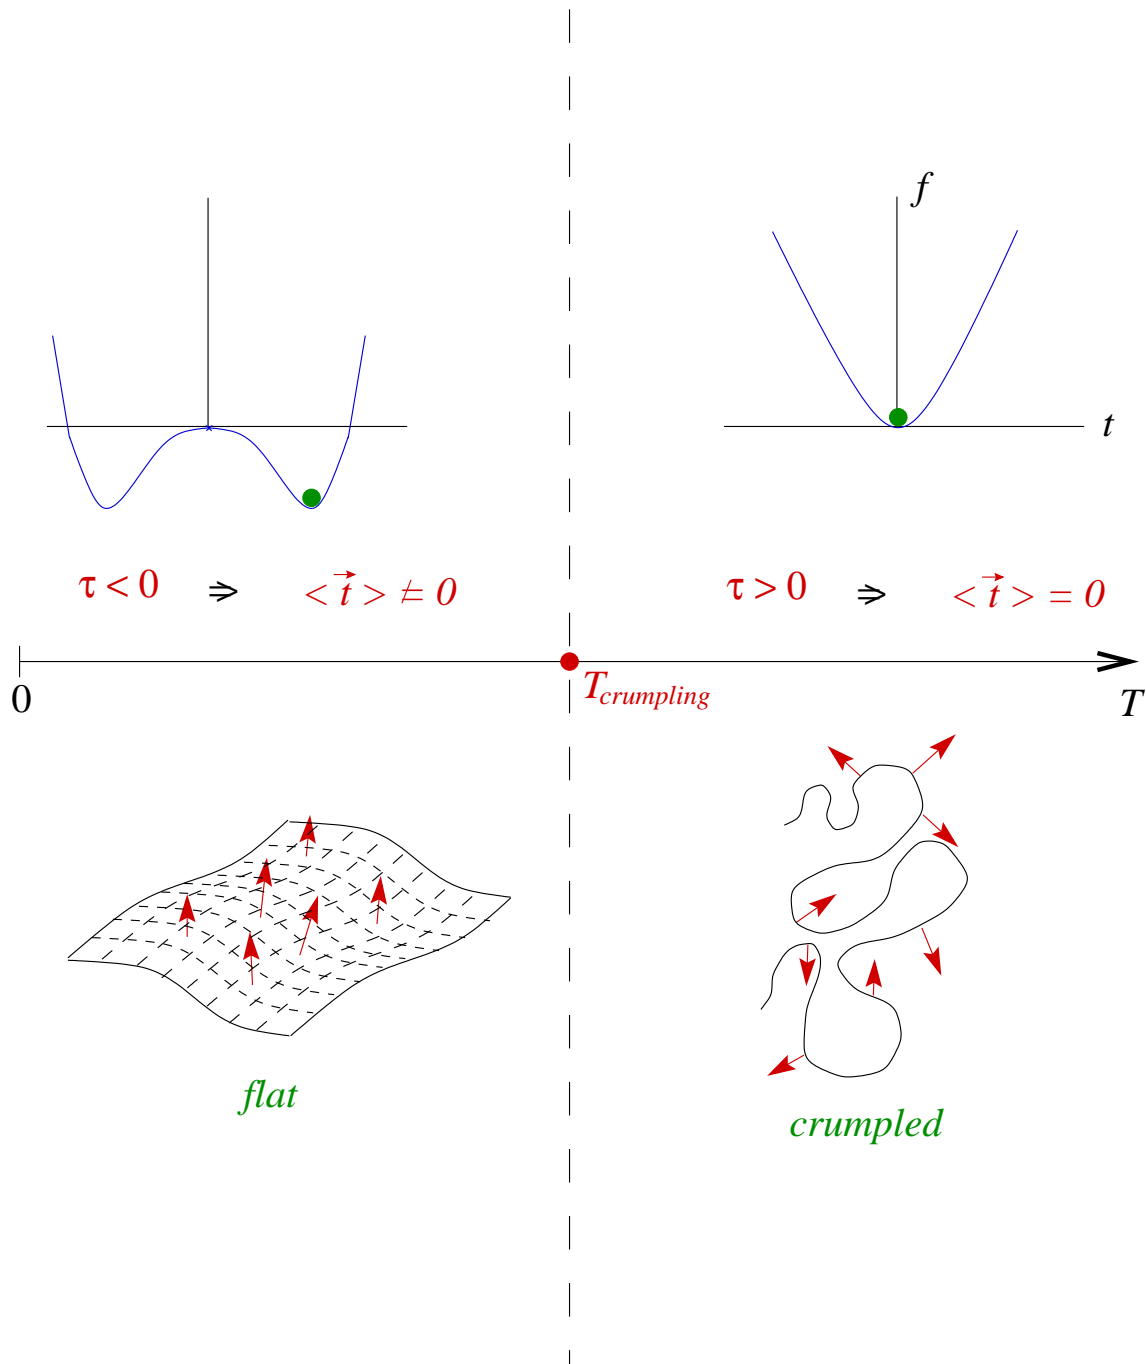 f
t
τ < 0 ⇒ < t⃗ > ≠ 0
τ > 0 ⇒ < t⃗ > = 0
0
T_crumpling
T
flat
crumpled